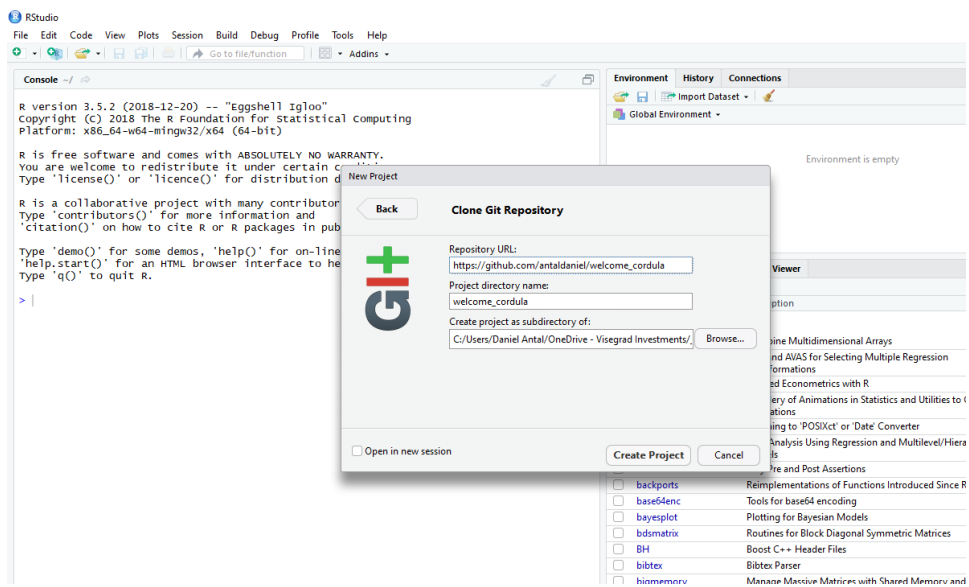 RStudio
File Edit Code View Plots Session Build Debug Profile Tools Help
Go to file/function
Addins
Console ~/
R version 3.5.2 (2018-12-20) -- "Eggshell Igloo"
Copyright (C) 2018 The R Foundation for Statistical Computing
Platform: x86_64-w64-mingw32/x64 (64-bit)
R is free software and comes with ABSOLUTELY NO WARRANTY.
You are welcome to redistribute it under certain
Type 'license()' or 'licence()' for distribution d
R is a collaborative project with many contributor
Type 'contributors()' for more information and
'citation()' on how to cite R or R packages in pub
Type 'demo()' for some demos, 'help()' for on-line
'help.start()' for an HTML browser interface to he
Type 'q()' to quit R.
>
New Project
Back
Clone Git Repository
GIt
Repository URL:
https://github.com/antaldaniel/welcome_cordula
Project directory name:
welcome_cordula
Create project as subdirectory of:
C:/Users/Daniel Antal/OneDrive - Visegrad Investments/
Browse...
Open in new session
Create Project
Cancel
Environment History Connections
Import Dataset
Global Environment
Environment is empty
Viewer
ption
ine Multidimensional Arrays
nd AVAS for Selecting Multiple Regression
formations
ed Econometrics with R
ery of Animations in Statistics and Utilities to
ations
ing to 'POSIXct' or 'Date' Converter
Analysis Using Regression and Multilevel/Hiera
ls
Pre and Post Assertions
backports Reimplementations of Functions Introduced Since R
base64enc Tools for base64 encoding
bayesplot Plotting for Bayesian Models
bdsmatrix Routines for Block Diagonal Symmetric Matrices
BH Boost C++ Header Files
bibtex Bibtex Parser
bigmemory Manage Massive Matrices with Shared Memory and